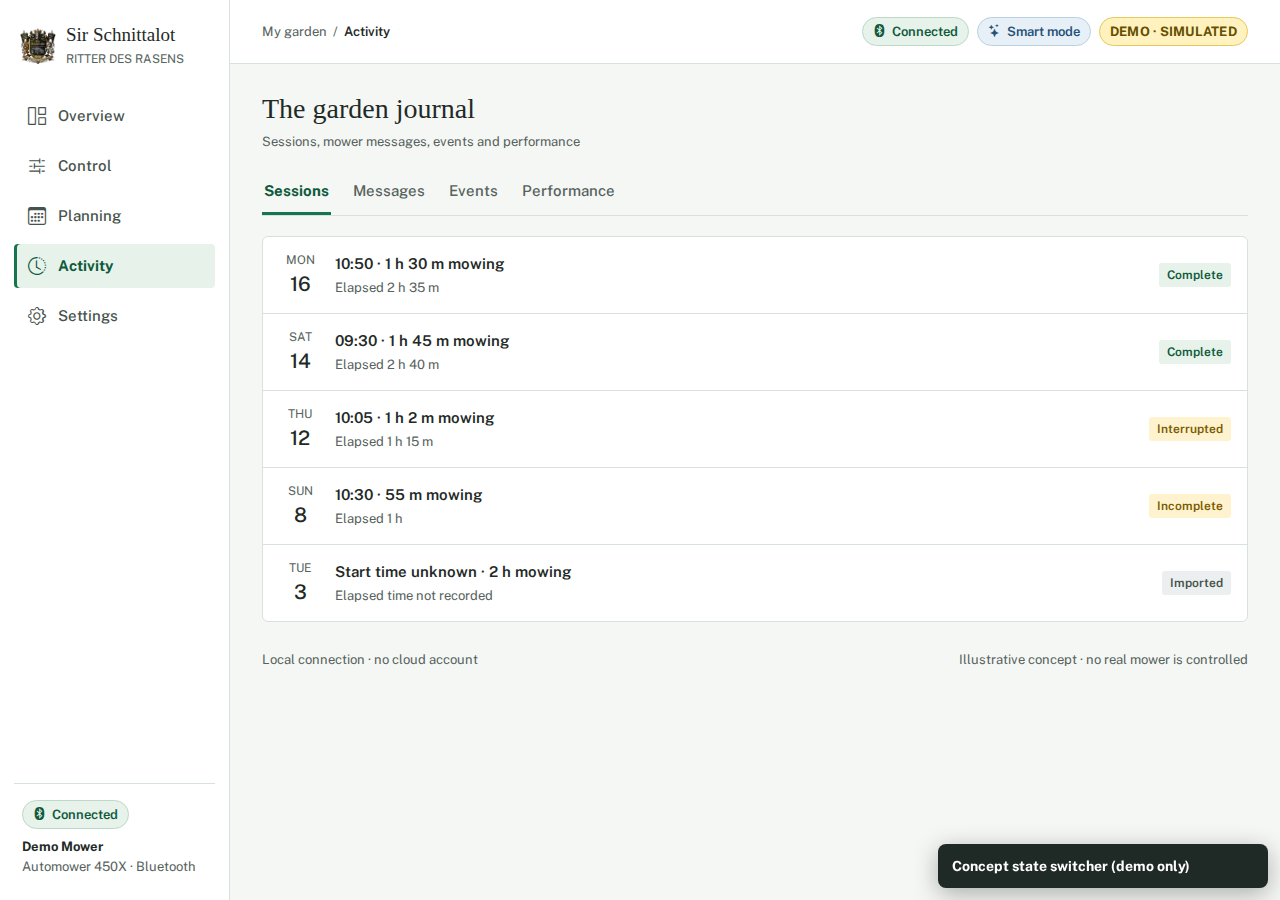 Sir Schnittalot
RITTER DES RASENS
Overview
Control
Planning
Activity
Settings
Connected
Demo Mower
Automower 450X · Bluetooth
My garden / Activity
Connected
Smart mode
DEMO · SIMULATED
The garden journal
Sessions, mower messages, events and performance
Sessions Messages Events Performance
MON
16
10:50 · 1 h 30 m mowing
Elapsed 2 h 35 m
Complete
SAT
14
09:30 · 1 h 45 m mowing
Elapsed 2 h 40 m
Complete
THU
12
10:05 · 1 h 2 m mowing
Elapsed 1 h 15 m
Interrupted
SUN
8
10:30 · 55 m mowing
Elapsed 1 h
Incomplete
TUE
3
Start time unknown · 2 h mowing
Elapsed time not recorded
Imported
Local connection · no cloud account
Illustrative concept · no real mower is controlled
Concept state switcher (demo only)